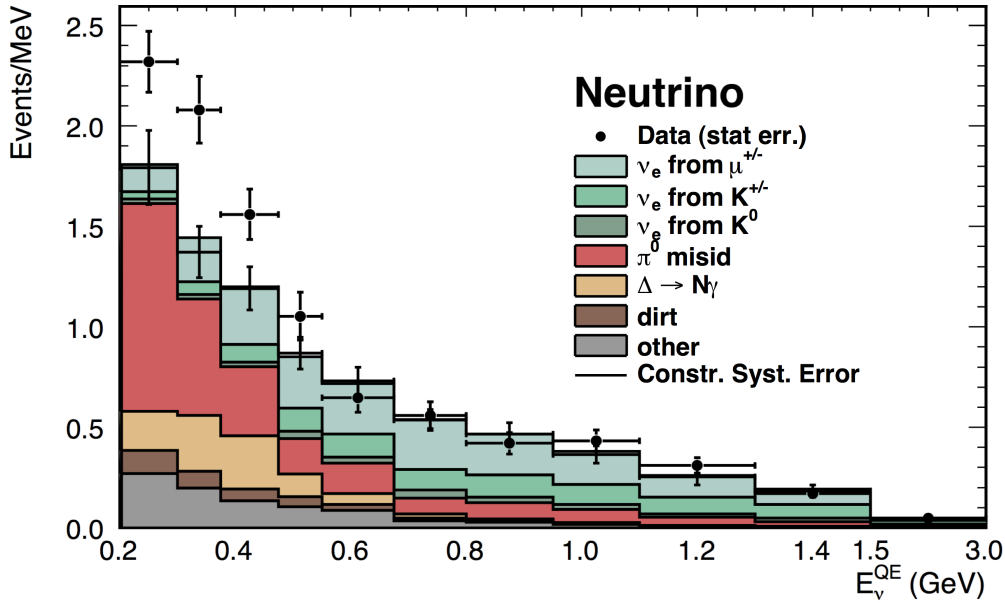 Events/MeV
2.5
2.0
1.5
1.0
0.5
0.0
Neutrino
Data (stat err.)
νe from μ+/-
νe from K+/-
νe from K0
π0 misid
Δ → Nγ
dirt
other
Constr. Syst. Error
0.2 0.4 0.6 0.8 1.0 1.2 1.4 1.5 3.0
EνQE (GeV)